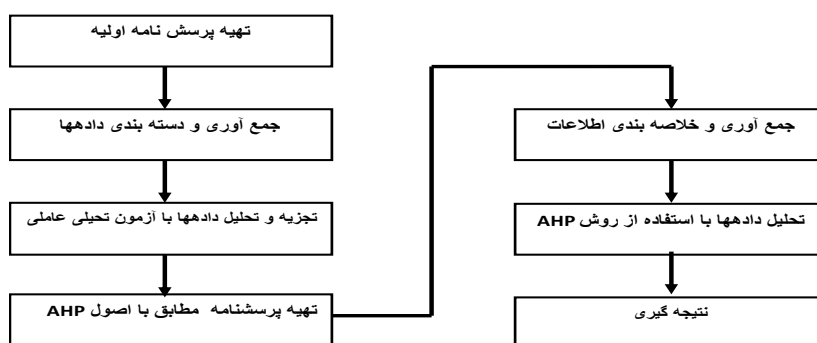 تهیه پرسش نامه اولیه
جمع آوری و دسته بندی دادهها
تجزیه و تحلیل دادهها با آزمون تحیلی عاملی
تهیه پرسشنامه مطابق با اصول AHP
جمع آوری و خلاصه بندی اطلاعات
تحلیل دادهها با استفاده از روش AHP
نتیجه گیری